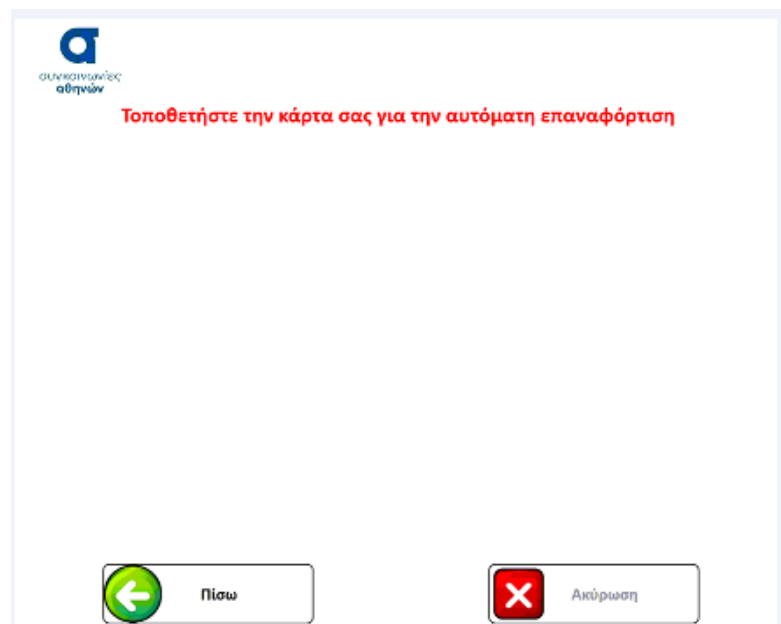 συγκοινωνίες
αθηνών
Τοποθετήστε την κάρτα σας για την αυτόματη επαναφόρτιση
Πίσω
Ακύρωση